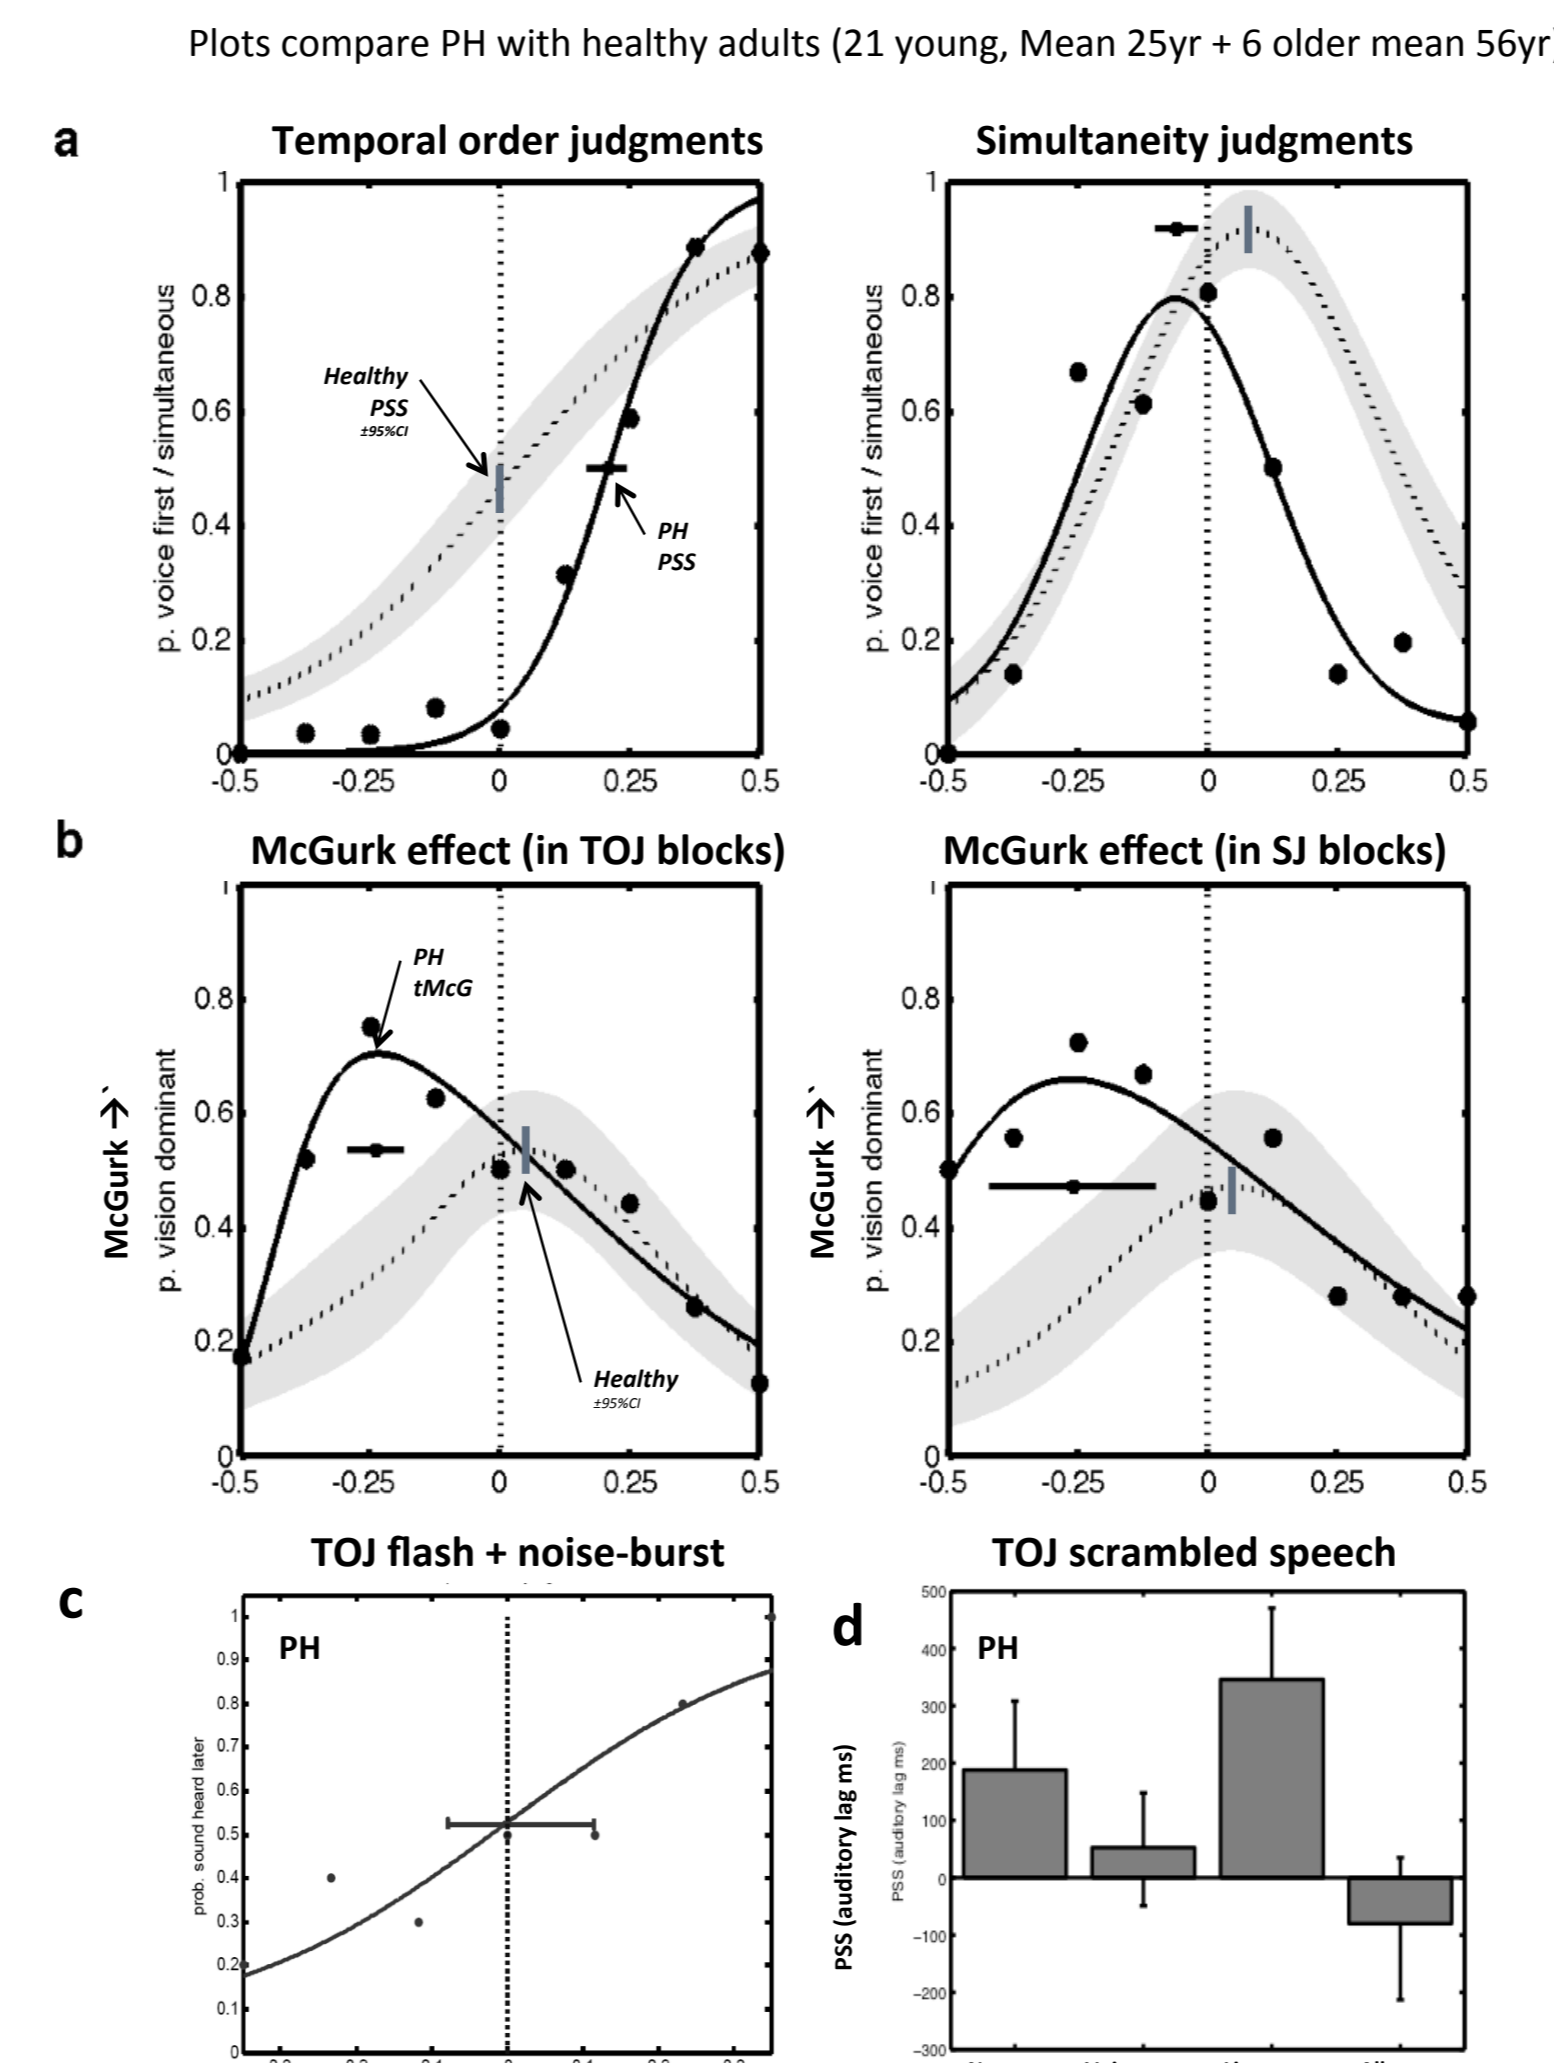 Plots compare PH with healthy adults (21 young, Mean 25yr + 6 older mean 56yr)
a
Temporal order judgments
p. voice first / simultaneous
1
0.8
0.6
0.4
0.2
0
-0.5 -0.25 0 0.25 0.5
Healthy
PSS
±95%CI
PH
PSS
Simultaneity judgments
p. voice first / simultaneous
1
0.8
0.6
0.4
0.2
0
-0.5 -0.25 0 0.25 0.5
b
McGurk effect (in TOJ blocks)
McGurk →
p. vision dominant
1
0.8
0.6
0.4
0.2
0
-0.5 -0.25 0 0.25 0.5
PH
tMcG
Healthy
±95%CI
McGurk effect (in SJ blocks)
McGurk →
p. vision dominant
1
0.8
0.6
0.4
0.2
0
-0.5 -0.25 0 0.25 0.5
c
TOJ flash + noise-burst
PH
prob. sound heard later
1
0.9
0.8
0.7
0.6
0.5
0.4
0.3
0.2
0.1
0
d
TOJ scrambled speech
PH
PSS (auditory lag ms)
PSS (auditory lag ms)
500
400
300
200
100
0
−100
−200
−300